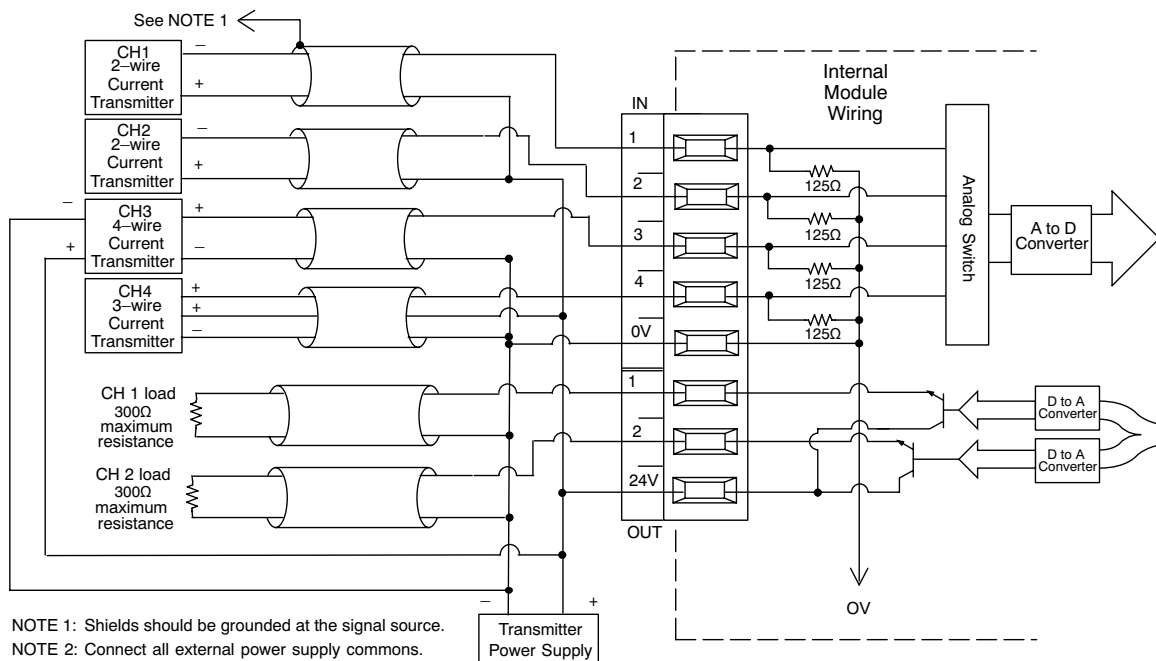 See NOTE 1
CH1
2–wire
Current
Transmitter
–
+
CH2
2–wire
Current
Transmitter
–
+
–
+
CH3
4–wire
Current
Transmitter
+
–
CH4
3–wire
Current
Transmitter
+
+
–
CH 1 load
300Ω
maximum
resistance
CH 2 load
300Ω
maximum
resistance
IN
1
2
3
4
0V
1
2
24V
OUT
Internal
Module
Wiring
125Ω
125Ω
125Ω
125Ω
Analog Switch
A to D
Converter
D to A
Converter
D to A
Converter
OV
–
+
Transmitter
Power Supply
NOTE 1: Shields should be grounded at the signal source.
NOTE 2: Connect all external power supply commons.